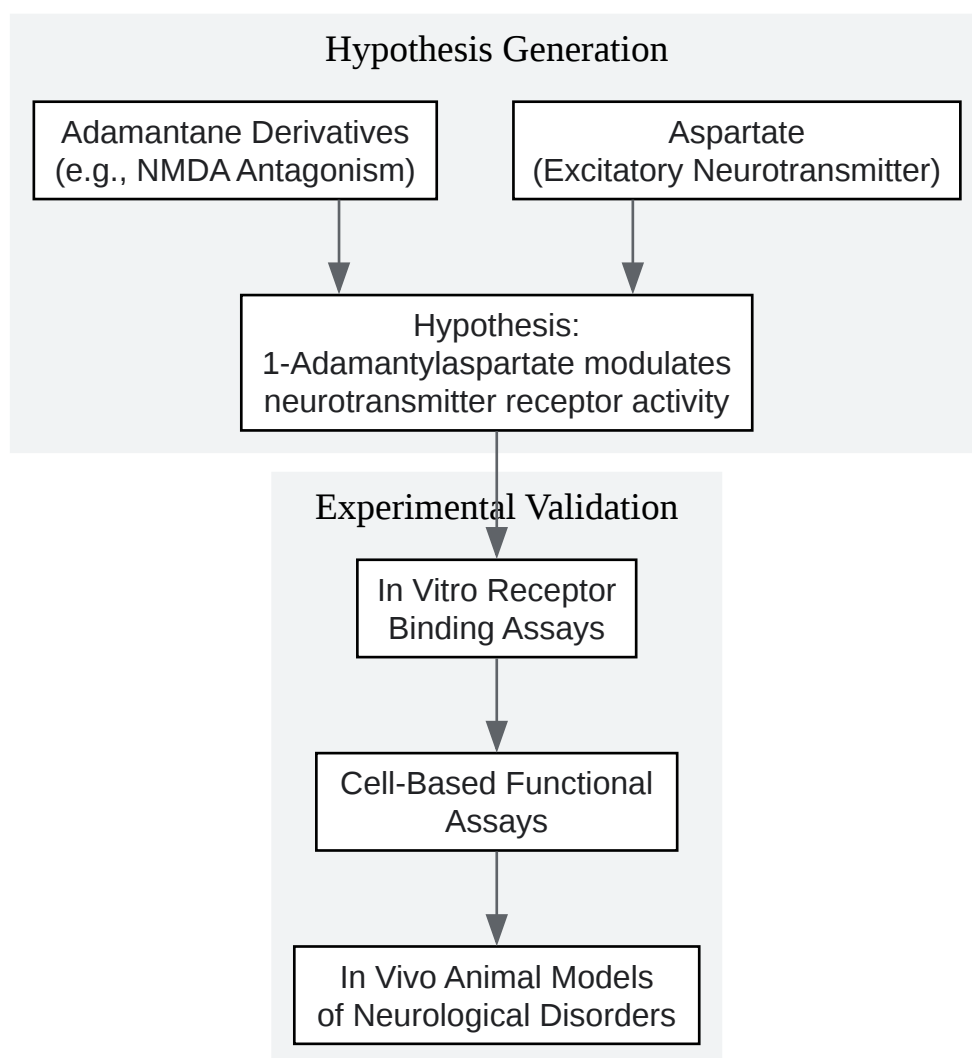 Hypothesis Generation
Adamantane Derivatives
(e.g., NMDA Antagonism)
Aspartate
(Excitatory Neurotransmitter)
Hypothesis:
1-Adamantylaspartate modulates
neurotransmitter receptor activity
Experimental Validation
In Vitro Receptor
Binding Assays
Cell-Based Functional
Assays
In Vivo Animal Models
of Neurological Disorders